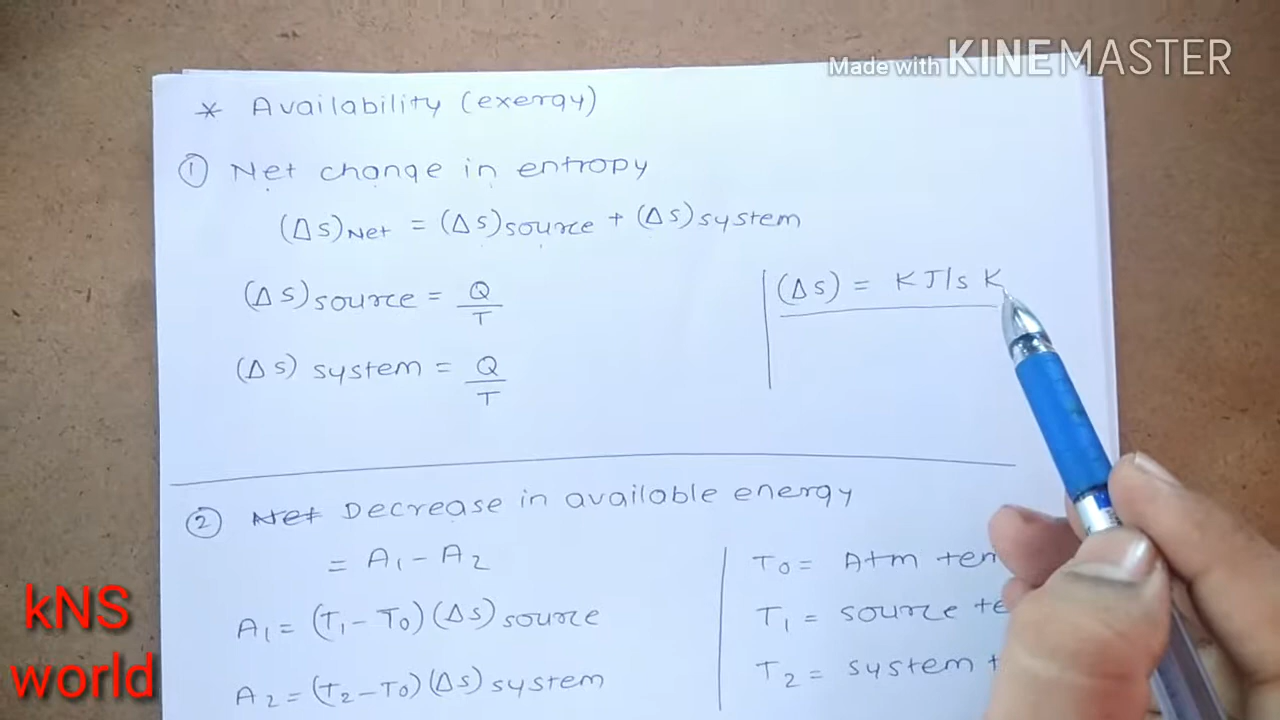 Made with KINEMASTER
* Availability (exergy)
① Net change in entropy
(Δs)Net = (Δs)source + (Δs)system
(Δs)source = Q/T
(Δs) = KJ/s K
(Δs) system = Q/T
② Net Decrease in available energy
= A₁ - A₂
A₁ = (T₁ - T₀) (Δs) source
A₂ = (T₂ - T₀) (Δs) system
T₀ = Atm
T₁ = source
T₂ = system
kNS
world